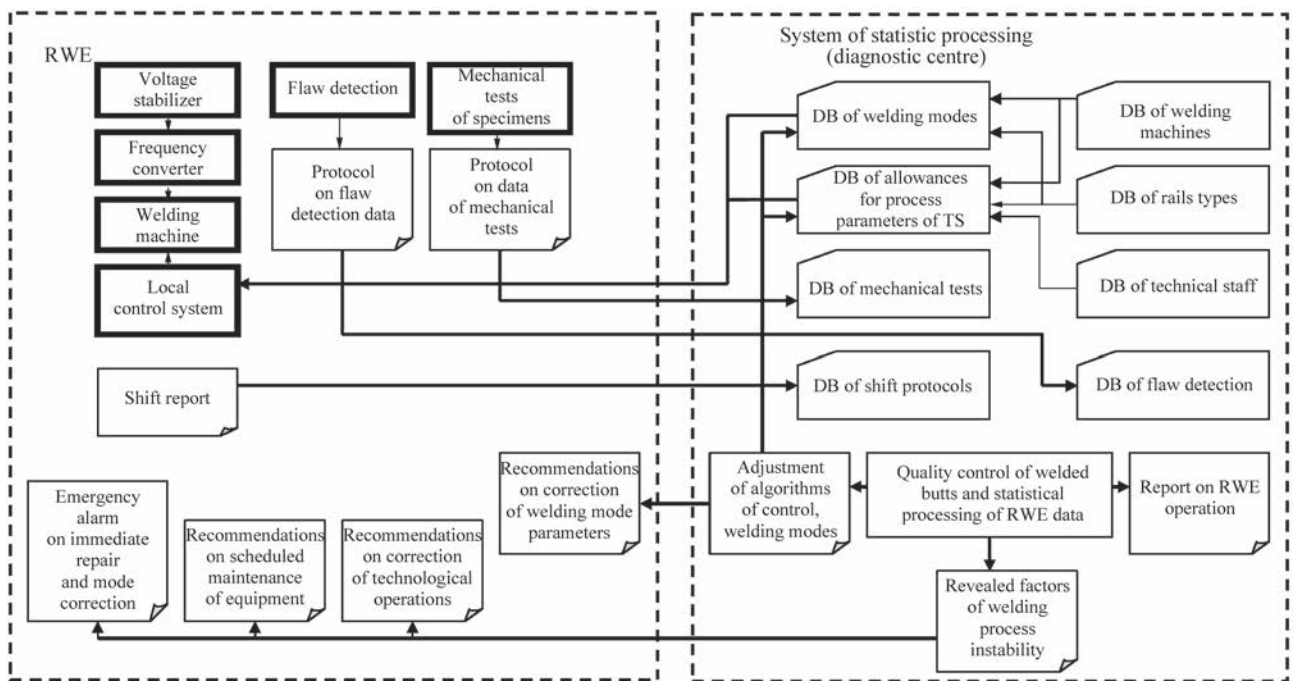 RWE
Voltage
stabilizer
Frequency
converter
Welding
machine
Local
control system
Flaw detection
Protocol
on flaw
detection data
Mechanical
tests
of specimens
Protocol
on data
of mechanical
tests
Shift report
Emergency
alarm
on immediate
repair
and mode
correction
Recommendations
on scheduled
maintenance
of equipment
Recommendations
on correction
of technological
operations
Recommendations
on correction
of welding mode
parameters
System of statistic processing
(diagnostic centre)
DB of welding modes
DB of welding
machines
DB of allowances
for process
parameters of TS
DB of rails types
DB of mechanical tests
DB of technical staff
DB of shift protocols
DB of flaw detection
Adjustment
of algorithms
of control,
welding modes
Quality control of welded
butts and statistical
processing of RWE data
Report on RWE
operation
Revealed factors
of welding
process
instability